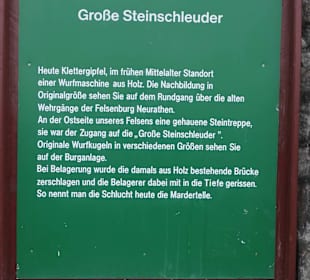 Große Steinschleuder
Heute Klettergipfel, im frühen Mittelalter Standort
einer Wurfmaschine aus Holz. Die Nachbildung in
Originalgröße sehen Sie auf dem Rundgang über die alten
Wehrgänge der Felsenburg Neurathen.
An der Ostseite unseres Felsens eine gehauene Steintreppe,
sie war der Zugang auf die „Große Steinschleuder".
Originale Wurfkugeln in verschiedenen Größen sehen Sie
auf der Burganlage.
Bei Belagerung wurde die damals aus Holz bestehende Brücke
zerschlagen und die Belagerer dabei mit in die Tiefe gerissen.
So nennt man die Schlucht heute die Mardertelle.